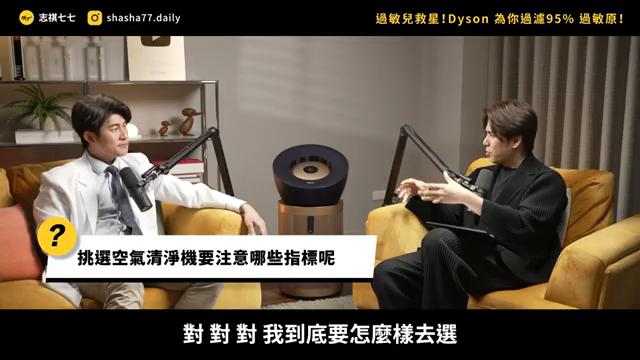 志祺七七
shasha77.daily
過敏兒救星!Dyson 為你過濾95% 過敏原!
?
挑選空氣清淨機要注意哪些指標呢
對 對 對 我到底要怎麼樣去選